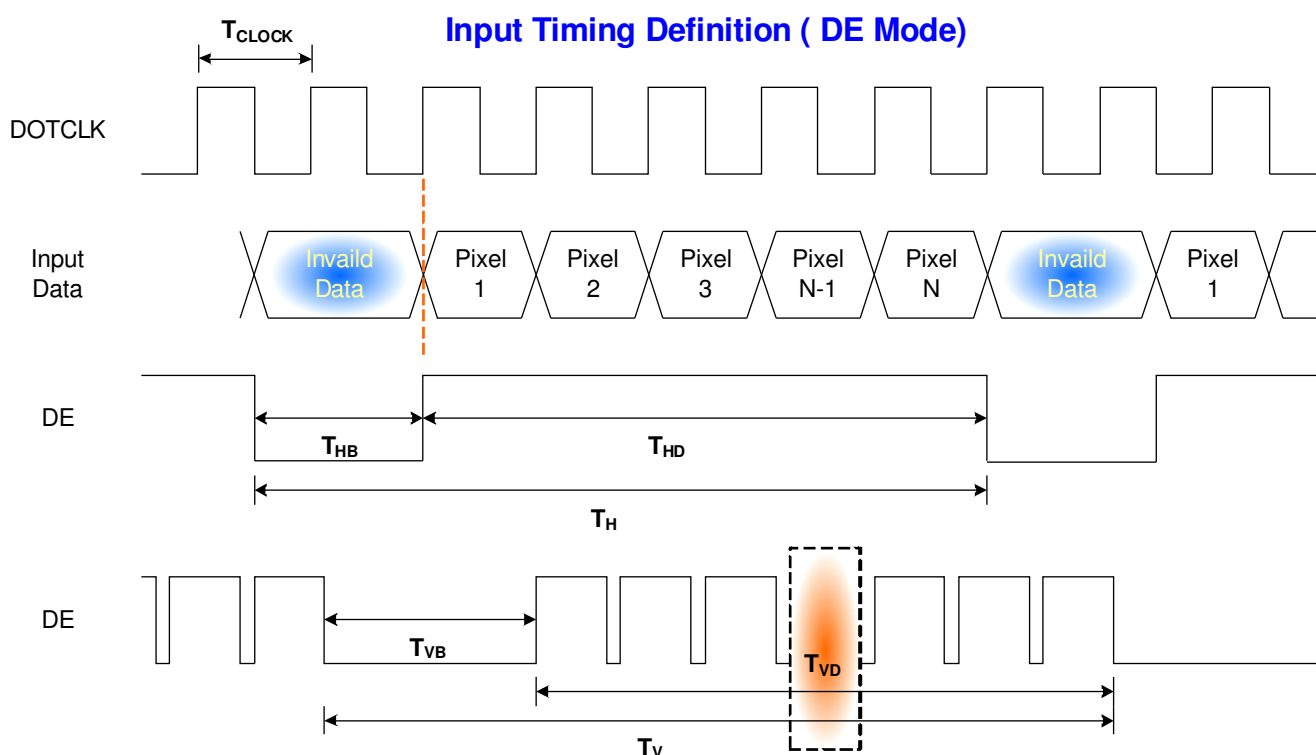 Input Timing Definition ( DE Mode)
TCLOCK
DOTCLK
Input
Data
Invaild
Data
Pixel
1
Pixel
2
Pixel
3
Pixel
N-1
Pixel
N
Invaild
Data
Pixel
1
DE
THB
THD
TH
DE
TVB
TVD
TV